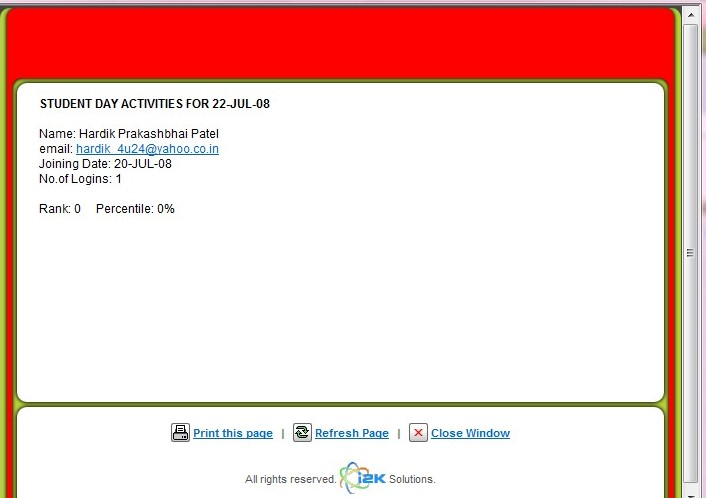 STUDENT DAY ACTIVITIES FOR 22-JUL-08
Name: Hardik Prakashbhai Patel
email: hardik_4u24@yahoo.co.in
Joining Date: 20-JUL-08
No.of Logins: 1
Rank: 0 Percentile: 0%
Print this page | Refresh Page | Close Window
All rights reserved. i2K Solutions.